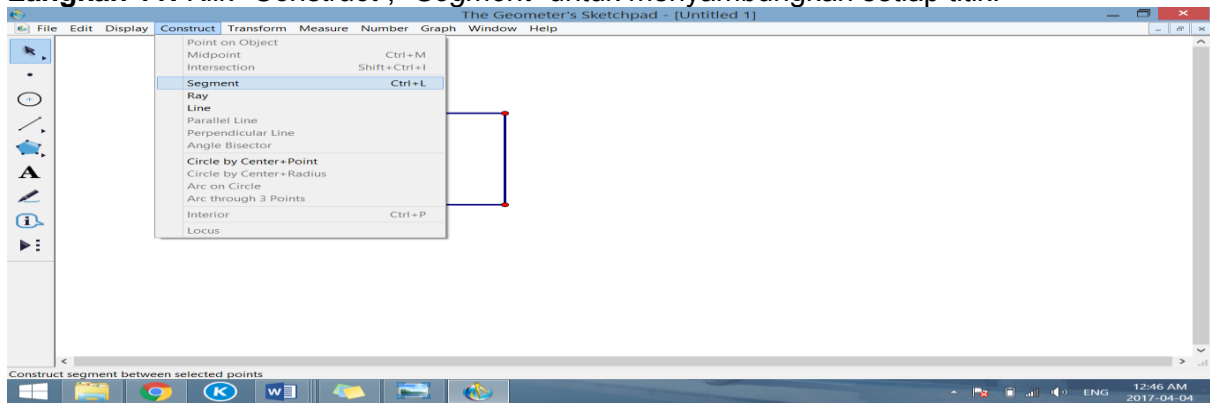 The Geometer's Sketchpad - [Untitled 1]
File Edit Display Construct Transform Measure Number Graph Window Help
Point on Object
Midpoint Ctrl+M
Intersection Shift+Ctrl+I
Segment Ctrl+L
Ray
Line
Parallel Line
Perpendicular Line
Angle Bisector
Circle by Center+Point
Circle by Center+Radius
Arc on Circle
Arc through 3 Points
Interior Ctrl+P
Locus
A
Construct segment between selected points
ENG
12:46 AM
2017-04-04